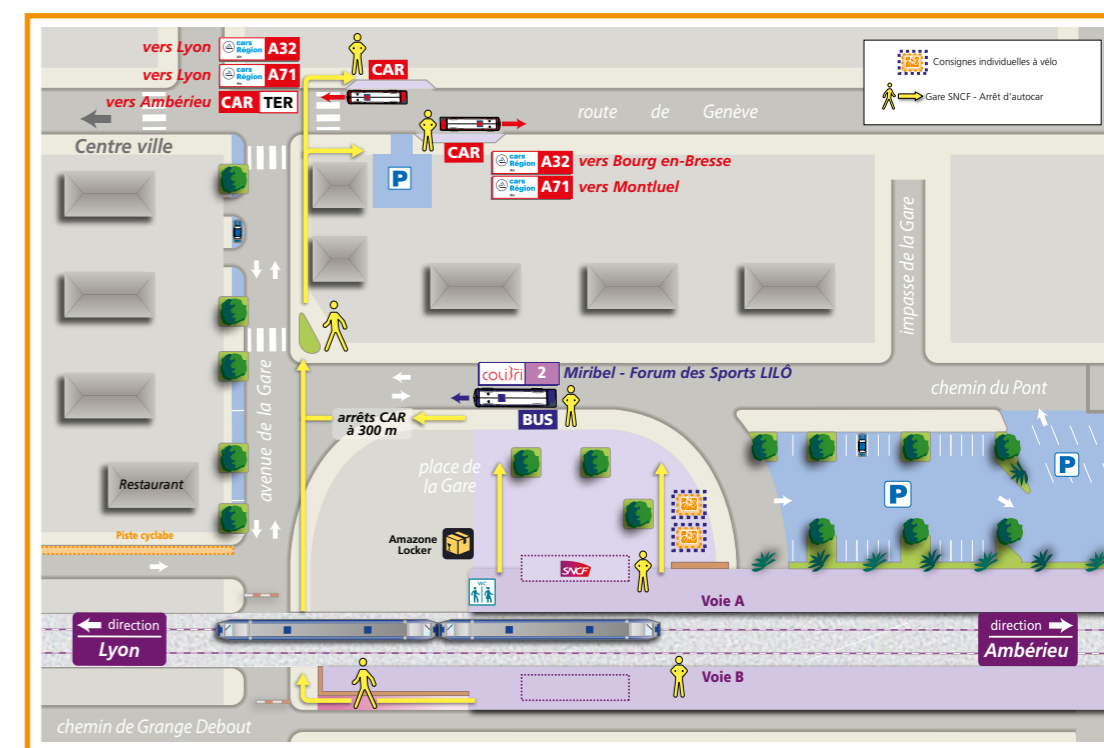 vers Lyon cars Région A32
vers Lyon cars Région A71
vers Ambérieu CAR TER
CAR
Consignes individuelles à vélo
Gare SNCF - Arrêt d'autocar
route de Genève
Centre ville
CAR
cars Région A32 vers Bourg en-Bresse
cars Région A71 vers Montluel
P
impasse de la Gare
colibri 2 Miribel - Forum des Sports LILÔ
BUS
chemin du Pont
avenue de la Gare
arrêts CAR
à 300 m
place de
la Gare
Restaurant
P
P
Piste cyclabe
Amazone
Locker
SNCF
WC
Voie A
direction
Lyon
direction
Ambérieu
Voie B
chemin de Grange Debout